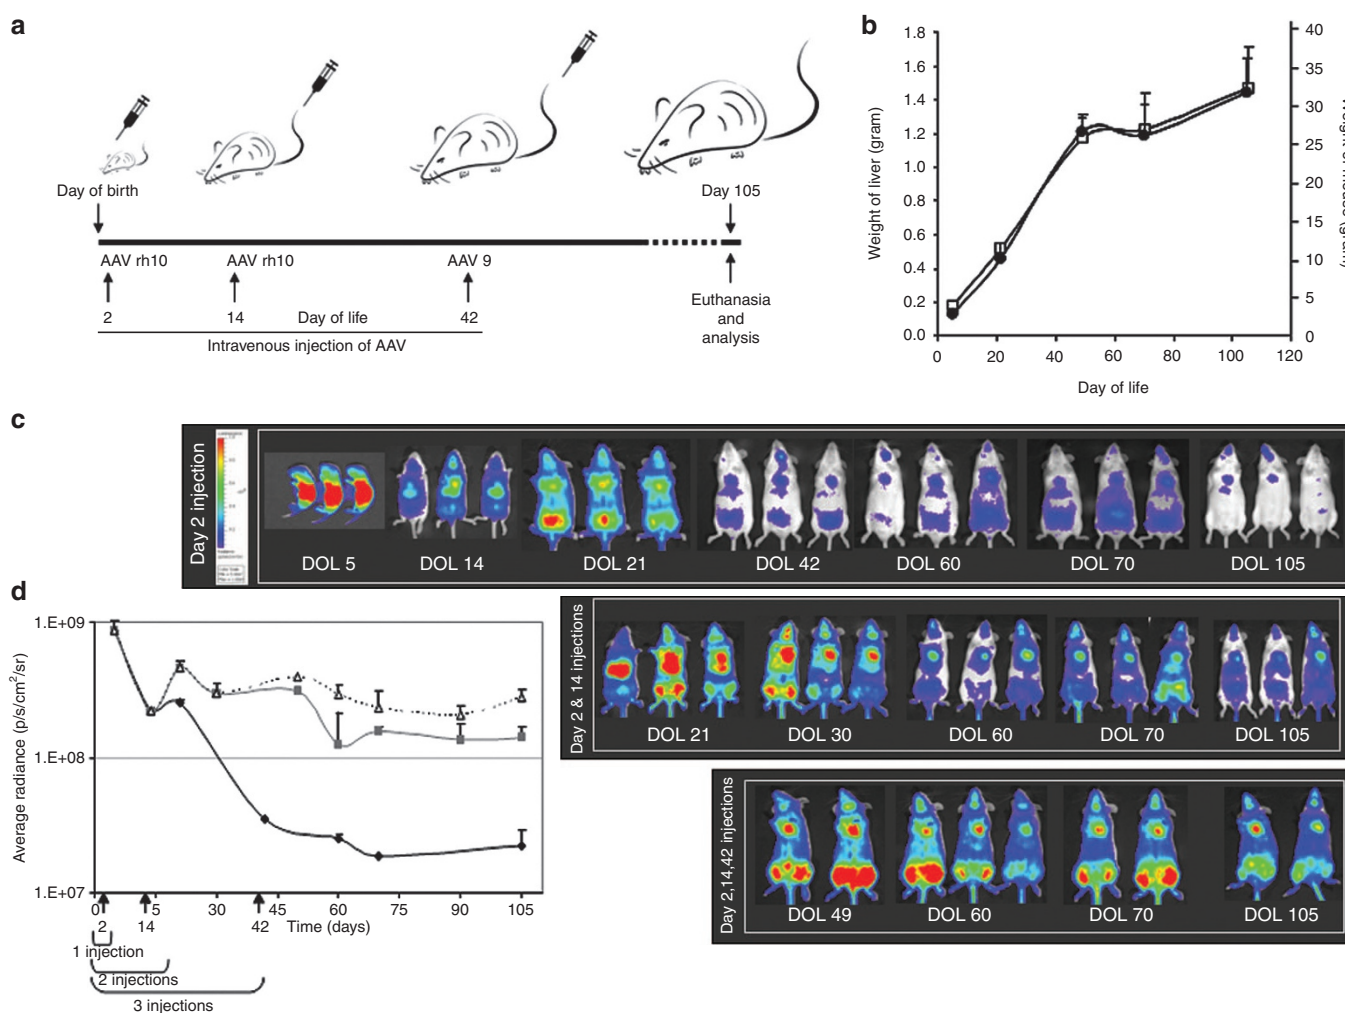 a
Day of birth
Day 105
AAV rh10
AAV rh10
AAV 9
2
14
Day of life
42
Intravenous injection of AAV
Euthanasia
and
analysis
b
Weight of liver (gram)
1.8
1.6
1.4
1.2
1.0
0.8
0.6
0.4
0.2
0.0
40
35
30
25
20
15
10
5
0
0 20 40 60 80 100 120
Day of life
c
Day 2 injection
DOL 5 DOL 14 DOL 21 DOL 42 DOL 60 DOL 70 DOL 105
Day 2 & 14 injections
DOL 21 DOL 30 DOL 60 DOL 70 DOL 105
Day 2,14,42 injections
DOL 49 DOL 60 DOL 70 DOL 105
d
Average radiance (p/s/cm²/sr)
1.E+09
1.E+08
1.E+07
0 5 30 45 60 75 90 105
2 14 42 Time (days)
1 injection
2 injections
3 injections